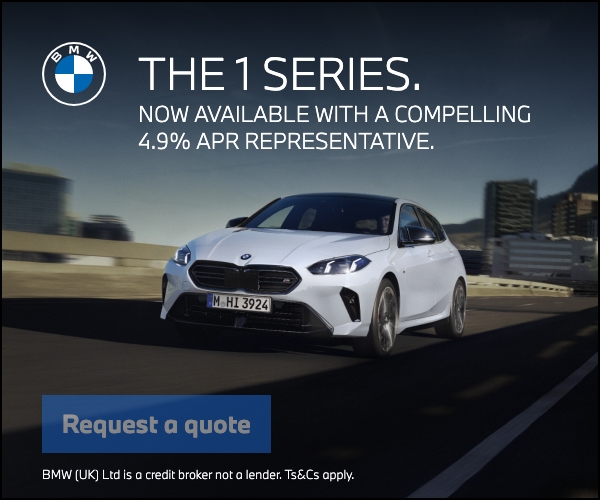 BMW
THE 1 SERIES.
NOW AVAILABLE WITH A COMPELLING
4.9% APR REPRESENTATIVE.
M HI 3924
Request a quote
BMW (UK) Ltd is a credit broker not a lender. Ts&Cs apply.